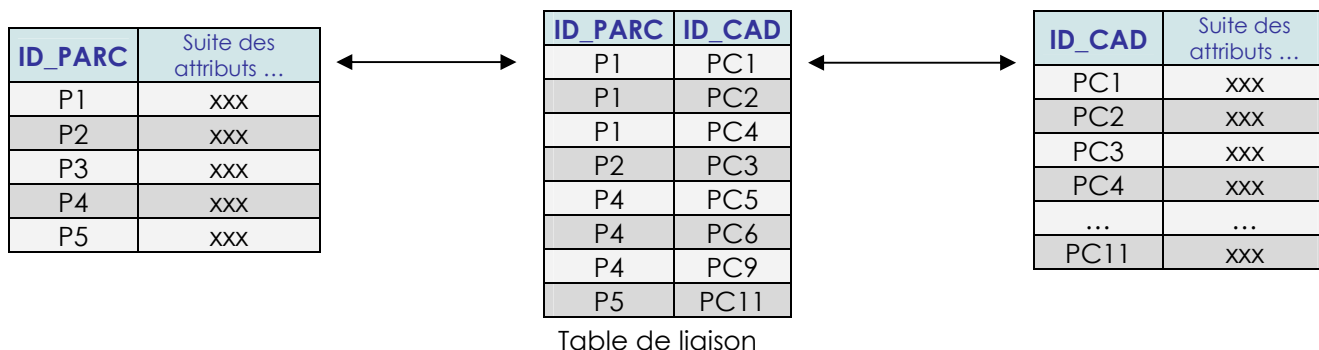 ID_PARC Suite des attributs …
P1 xxx
P2 xxx
P3 xxx
P4 xxx
P5 xxx
ID_PARC ID_CAD
P1 PC1
P1 PC2
P1 PC4
P2 PC3
P4 PC5
P4 PC6
P4 PC9
P5 PC11
Table de liaison
ID_CAD Suite des attributs …
PC1 xxx
PC2 xxx
PC3 xxx
PC4 xxx
… …
PC11 xxx